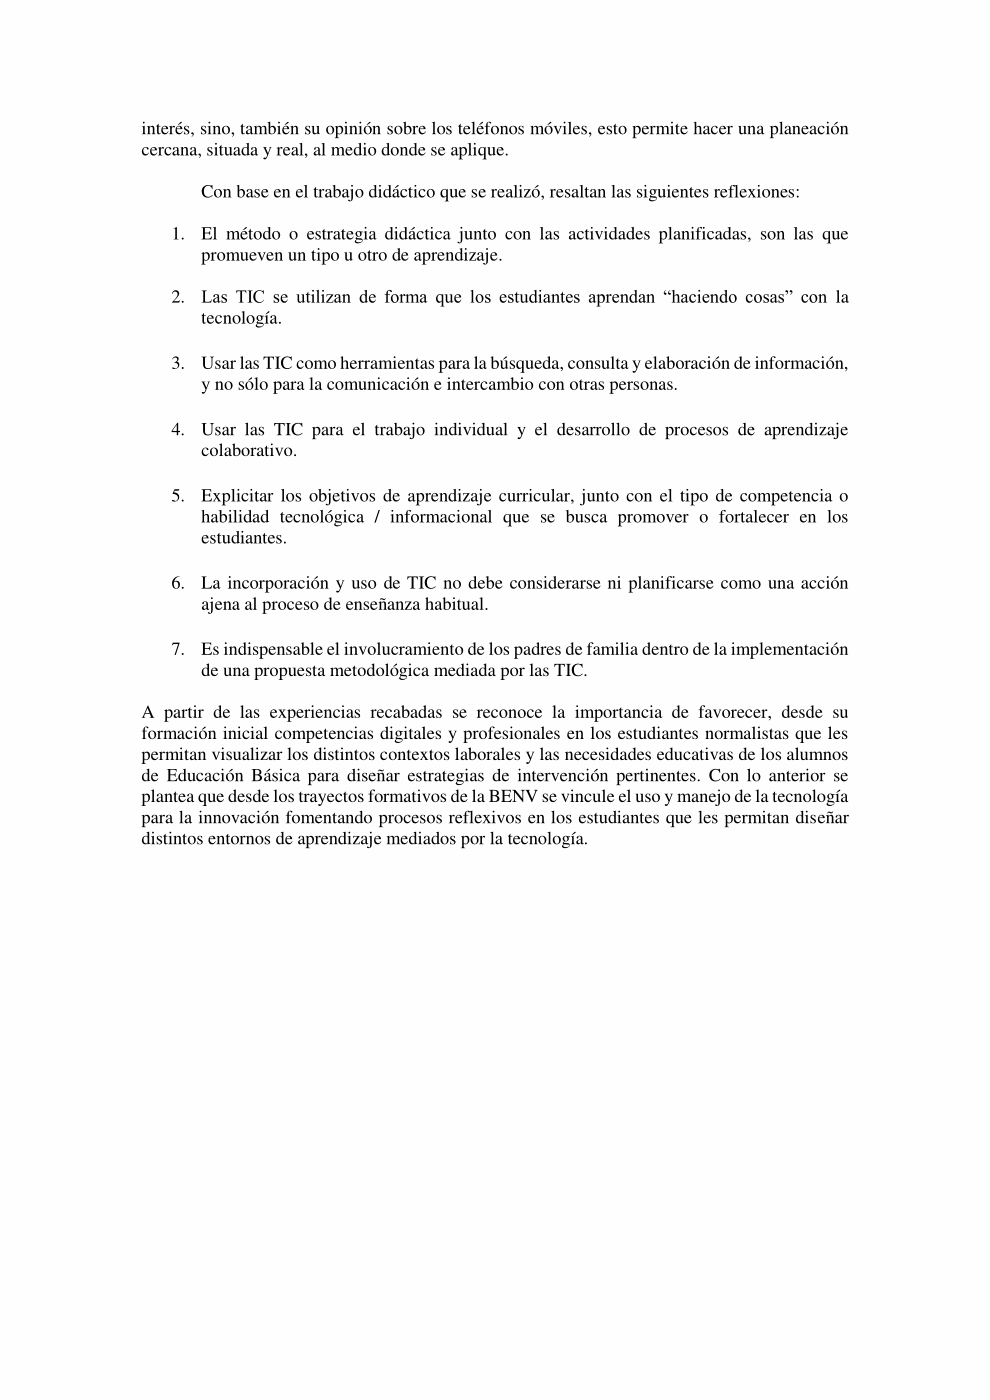 interés, sino, también su opinión sobre los teléfonos móviles, esto permite hacer una planeación
cercana, situada y real, al medio donde se aplique.
Con base en el trabajo didáctico que se realizó, resaltan las siguientes reflexiones:
1. El método o estrategia didáctica junto con las actividades planificadas, son las que
promueven un tipo u otro de aprendizaje.
2. Las TIC se utilizan de forma que los estudiantes aprendan “haciendo cosas” con la
tecnología.
3. Usar las TIC como herramientas para la búsqueda, consulta y elaboración de información,
y no sólo para la comunicación e intercambio con otras personas.
4. Usar las TIC para el trabajo individual y el desarrollo de procesos de aprendizaje
colaborativo.
5. Explicitar los objetivos de aprendizaje curricular, junto con el tipo de competencia o
habilidad tecnológica / informacional que se busca promover o fortalecer en los
estudiantes.
6. La incorporación y uso de TIC no debe considerarse ni planificarse como una acción
ajena al proceso de enseñanza habitual.
7. Es indispensable el involucramiento de los padres de familia dentro de la implementación
de una propuesta metodológica mediada por las TIC.
A partir de las experiencias recabadas se reconoce la importancia de favorecer, desde su
formación inicial competencias digitales y profesionales en los estudiantes normalistas que les
permitan visualizar los distintos contextos laborales y las necesidades educativas de los alumnos
de Educación Básica para diseñar estrategias de intervención pertinentes. Con lo anterior se
plantea que desde los trayectos formativos de la BENV se vincule el uso y manejo de la tecnología
para la innovación fomentando procesos reflexivos en los estudiantes que les permitan diseñar
distintos entornos de aprendizaje mediados por la tecnología.